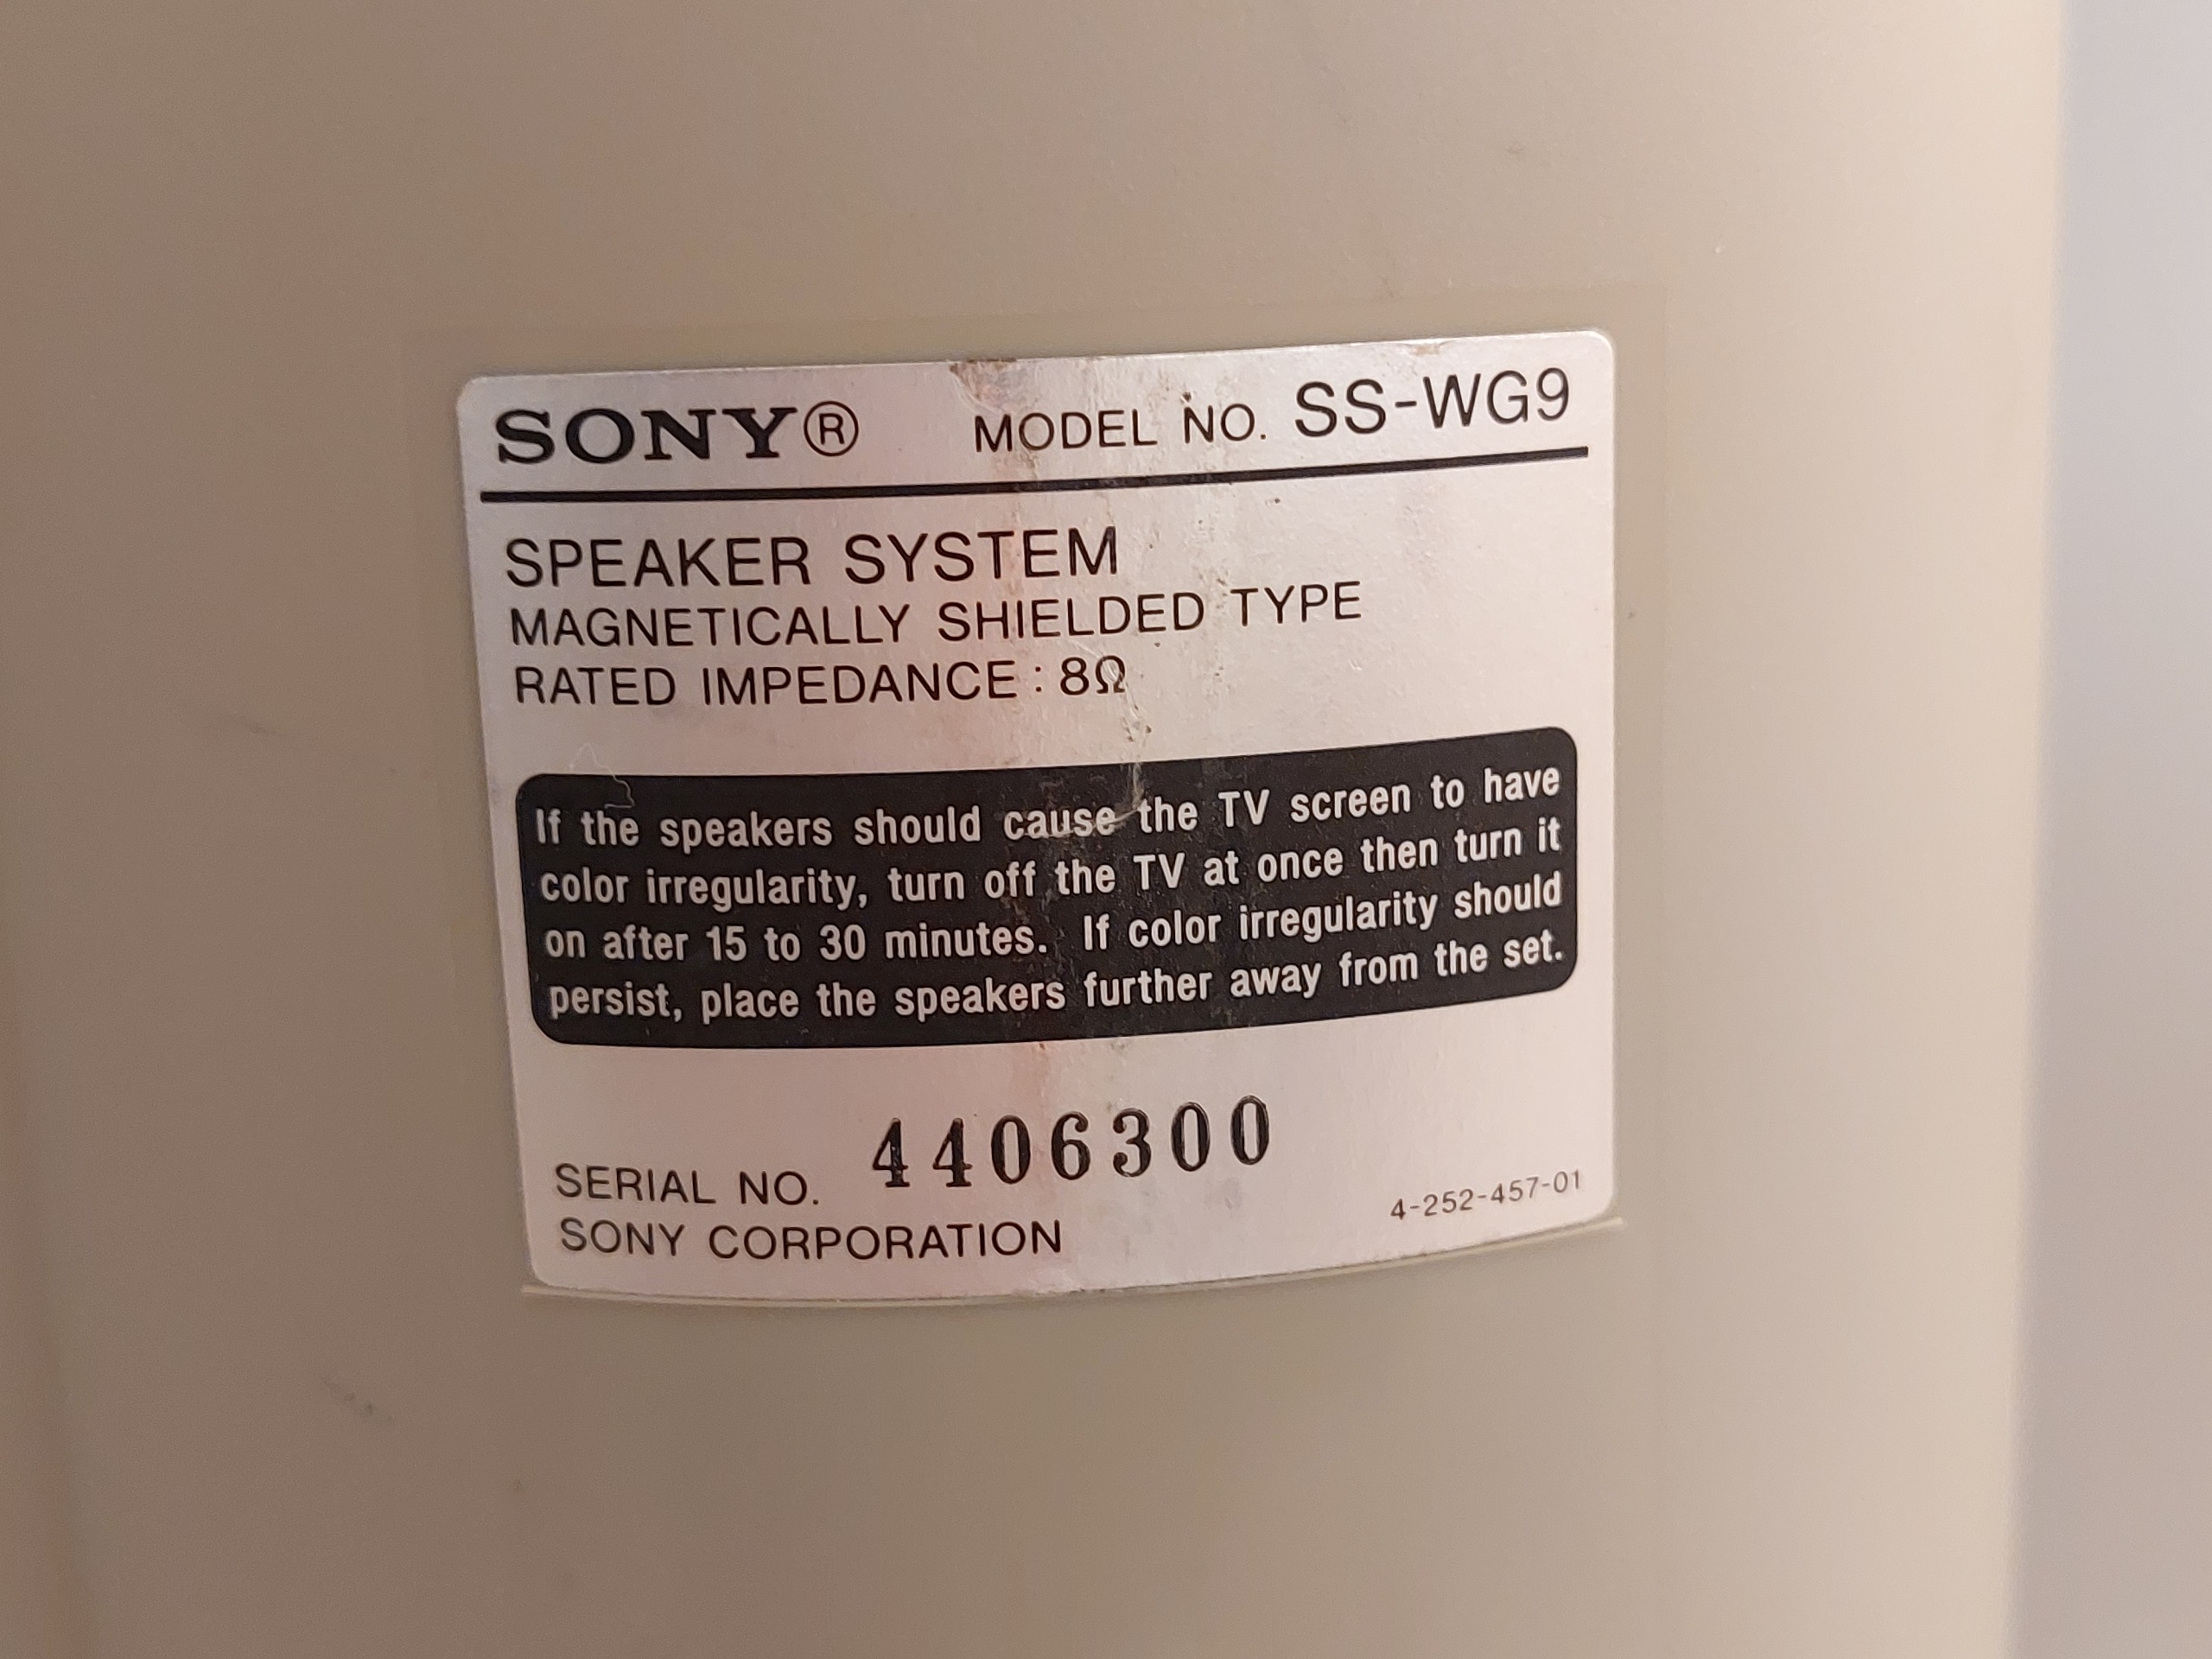 SONY® MODEL NO. SS-WG9
SPEAKER SYSTEM
MAGNETICALLY SHIELDED TYPE
RATED IMPEDANCE : 8Ω
If the speakers should cause the TV screen to have
color irregularity, turn off the TV at once then turn it
on after 15 to 30 minutes. If color irregularity should
persist, place the speakers further away from the set.
SERIAL NO. 4406300
SONY CORPORATION 4-252-457-01